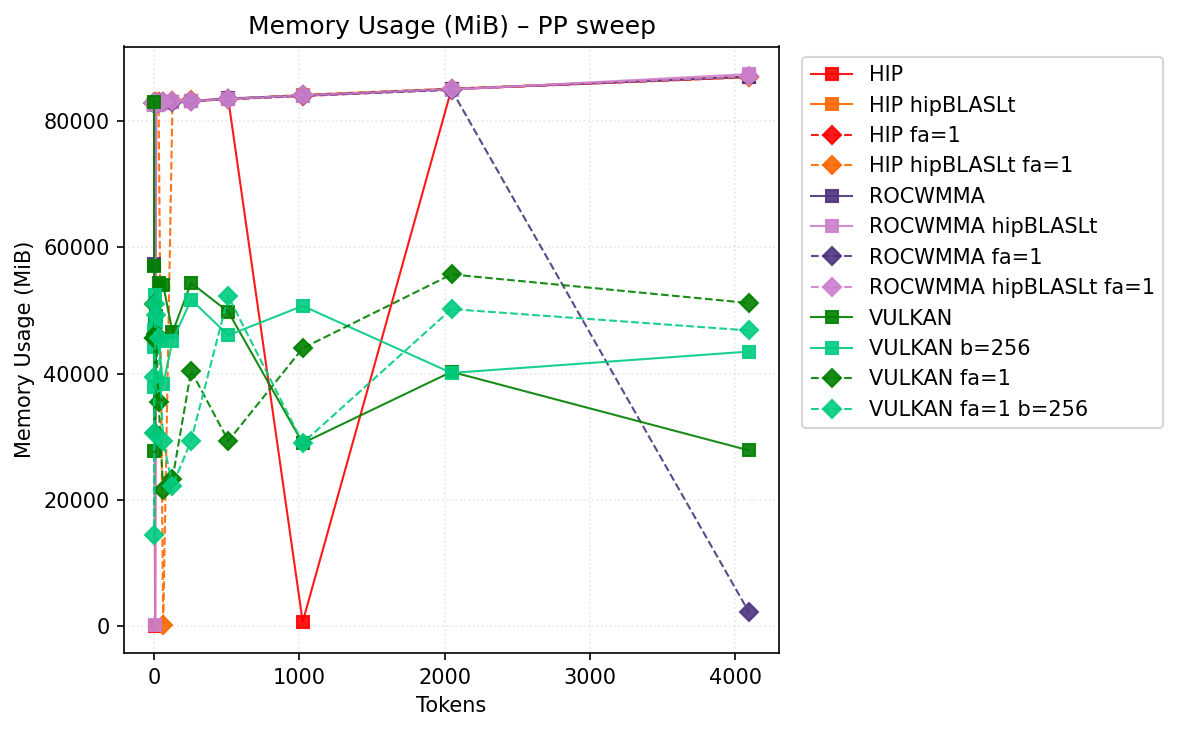 Memory Usage (MiB) – PP sweep
Memory Usage (MiB)
80000
60000
40000
20000
0
0 1000 2000 3000 4000
Tokens
HIP
HIP hipBLASLt
HIP fa=1
HIP hipBLASLt fa=1
ROCWMMA
ROCWMMA hipBLASLt
ROCWMMA fa=1
ROCWMMA hipBLASLt fa=1
VULKAN
VULKAN b=256
VULKAN fa=1
VULKAN fa=1 b=256